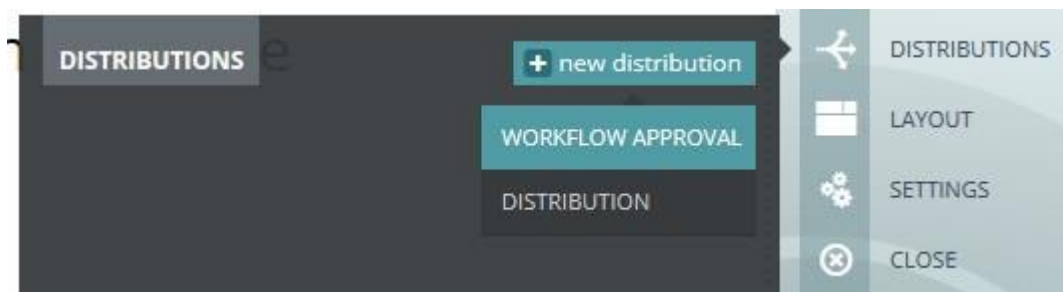 DISTRIBUTIONS
+ new distribution
WORKFLOW APPROVAL
DISTRIBUTION
DISTRIBUTIONS
LAYOUT
SETTINGS
CLOSE